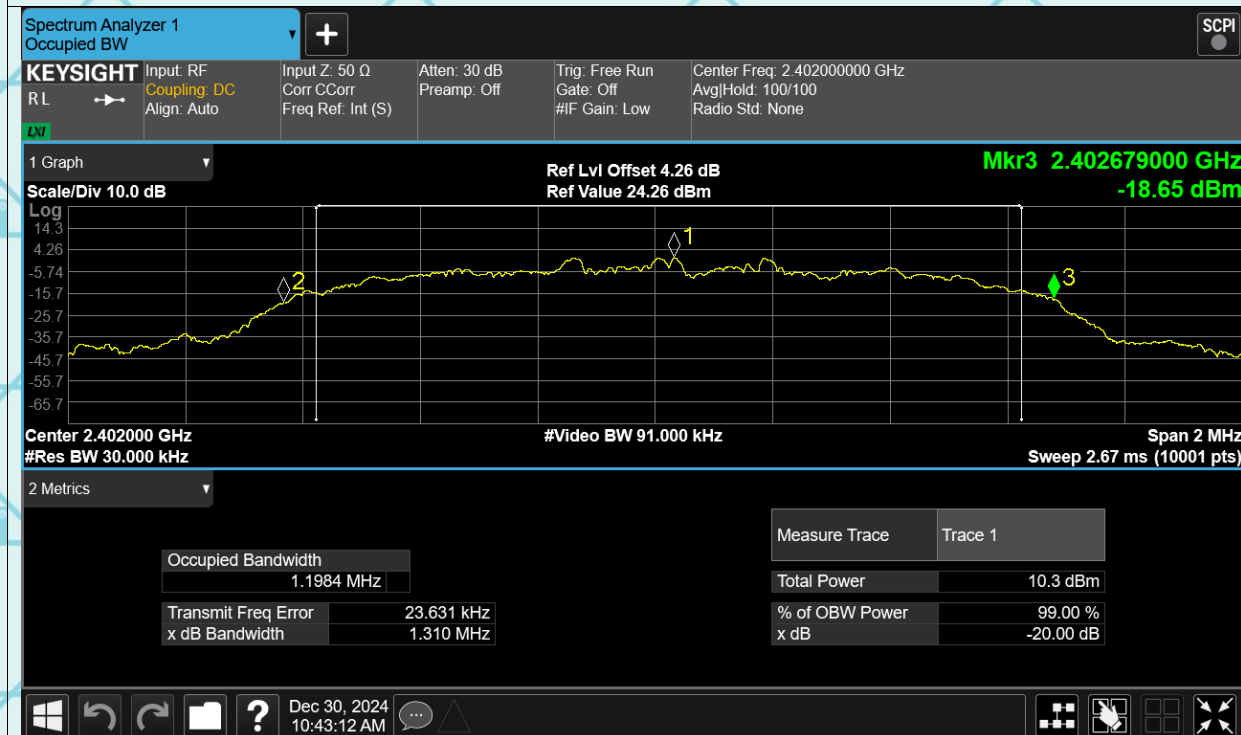 Spectrum Analyzer 1
Occupied BW
+
SCPI
KEYSIGHT
RL
LXI
Input: RF
Coupling: DC
Align: Auto
Input Z: 50 Ω
Corr CCorr
Freq Ref: Int (S)
Atten: 30 dB
Preamp: Off
Trig: Free Run
Gate: Off
#IF Gain: Low
Center Freq: 2.402000000 GHz
Avg|Hold: 100/100
Radio Std: None
1 Graph
Scale/Div 10.0 dB
Ref Lvl Offset 4.26 dB
Ref Value 24.26 dBm
Mkr3 2.402679000 GHz
-18.65 dBm
Log
14.3
4.26
-5.74
-15.7
-25.7
-35.7
-45.7
-55.7
-65.7
1
2
3
Center 2.402000 GHz
#Video BW 91.000 kHz
Span 2 MHz
#Res BW 30.000 kHz
Sweep 2.67 ms (10001 pts)
2 Metrics
Occupied Bandwidth
1.1984 MHz
Transmit Freq Error 23.631 kHz
x dB Bandwidth 1.310 MHz
Measure Trace Trace 1
Total Power 10.3 dBm
% of OBW Power 99.00 %
x dB -20.00 dB
?
Dec 30, 2024
10:43:12 AM